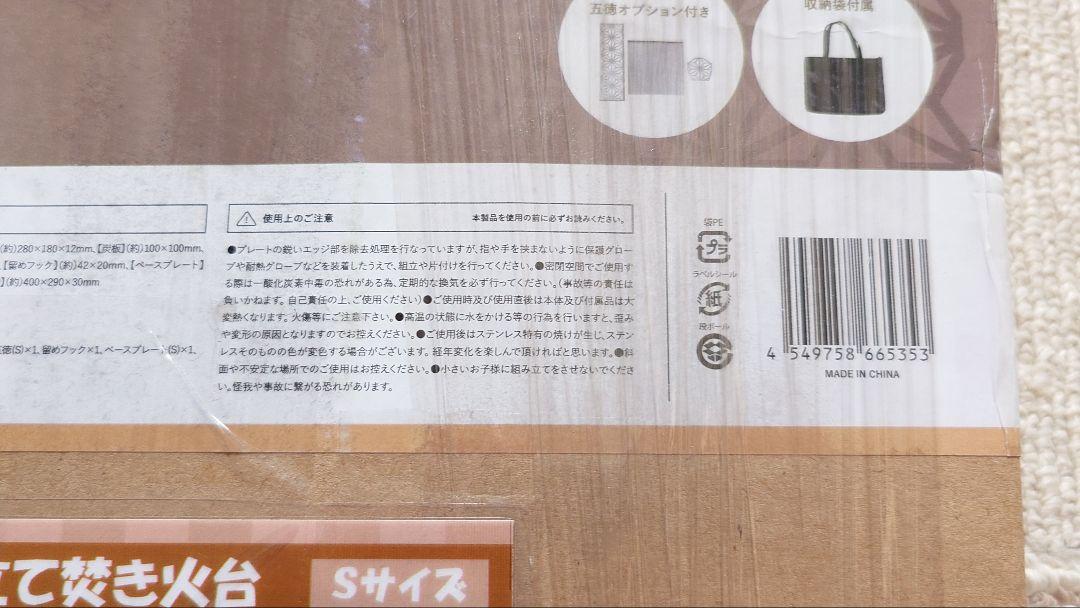 五徳オプション付き
収納袋付属
(約)280×180×12mm、【炭板】(約)100×100mm、
【留めフック】(約)42×20mm、【ベースプレート】
(約)400×290×30mm
徳(S)×1、留めフック×1、ベースプレート(S)×1、
使用上のご注意
本製品を使用の前に必ずお読みください。
●プレートの鋭いエッジ部を除去処理を行なっていますが、指や手を挟まないように保護グロー
ブや耐熱グローブなどを装着したうえで、組立や片付けを行ってください。●密閉空間でご使用す
る際は一酸化炭素中毒の恐れがある為、定期的な換気を必ず行ってください。(事故等の責任は
負いかねます。自己責任の上、ご使用ください)●ご使用時及び使用直後は本体及び付属品は大
変熱くなります。火傷等にご注意下さい。●高温の状態に水をかける等の行為を行いますと、歪み
や変形の原因となりますのでお控えください。●ご使用後はステンレス特有の焼けが生じ、ステン
レスそのものの色が変色する場合がございます。経年変化を楽しんで頂ければと思います。●斜
面や不安定な場所でのご使用はお控えください。●小さいお子様に組み立てをさせないでくださ
い。怪我や事故に繋がる恐れがあります。
袋PE
プラ
ラベルシール
紙
段ボール
4 549758 665353
MADE IN CHINA
立て焚き火台
Sサイズ